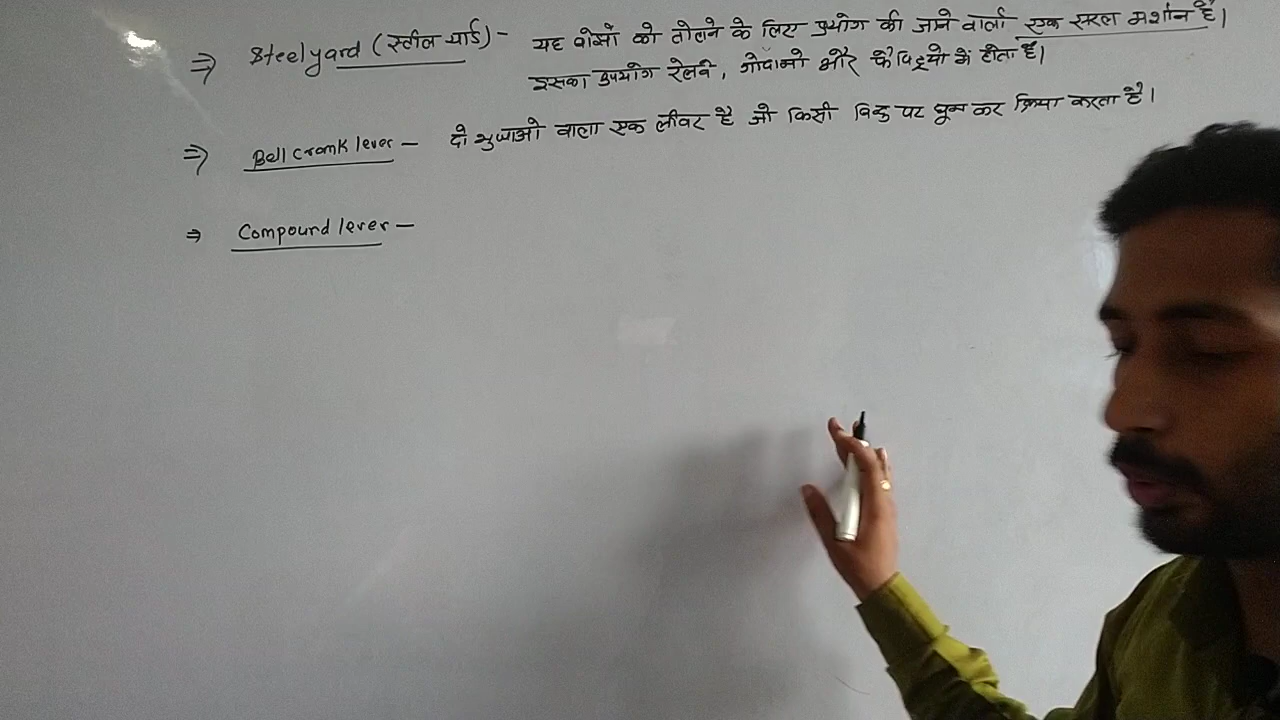 ⇒ Steelyard (स्टील यार्ड) - यह बोझों को तोलने के लिए प्रयोग की जाने वाली एक सरल मशीन है।
इसका उपयोग रेलवे, गोदामो और फैक्ट्रियो में होता है।
⇒ Bell crank lever - दो भुजाओ वाला एक लीवर है जो किसी बिन्दु पर घूम कर क्रिया करता है।
⇒ Compound lever -